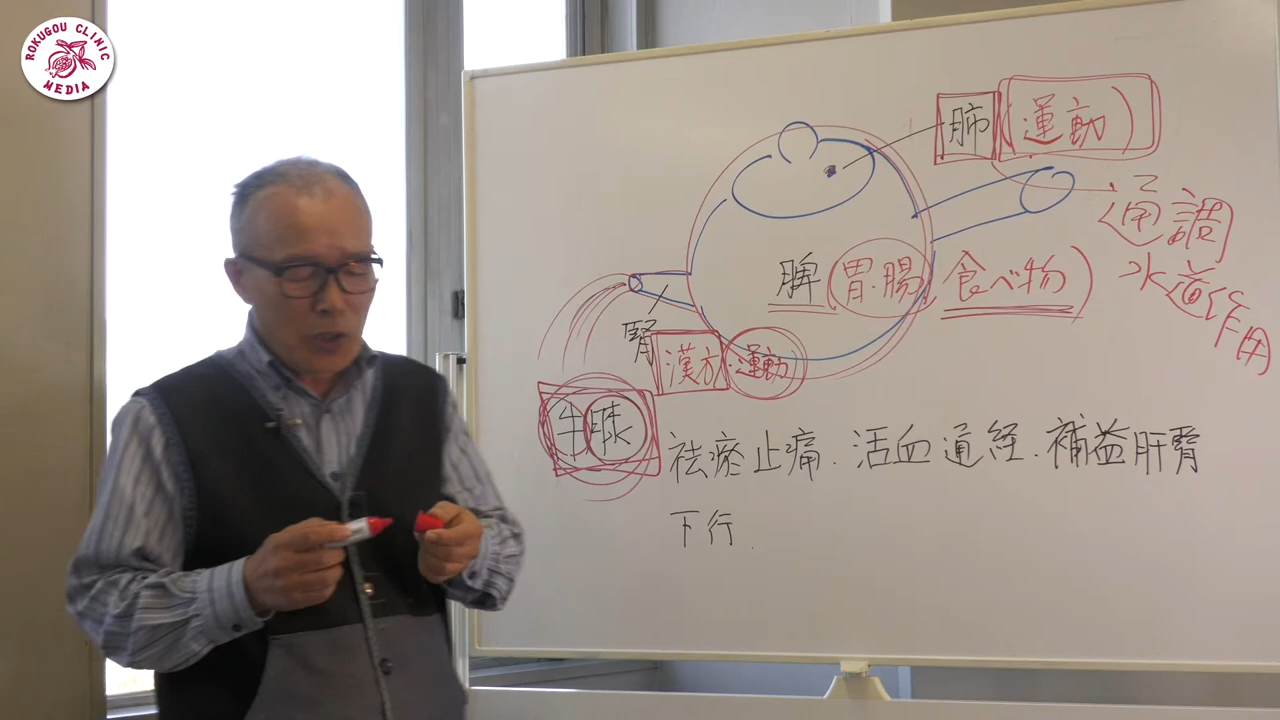 ROKUGOU CLINIC
MEDIA
肺(運動)
通調
水道作用
脾(胃・腸、食べ物)
腎
漢方・運動
牛膝
祛瘀止痛.活血通経.補益肝腎
下行.